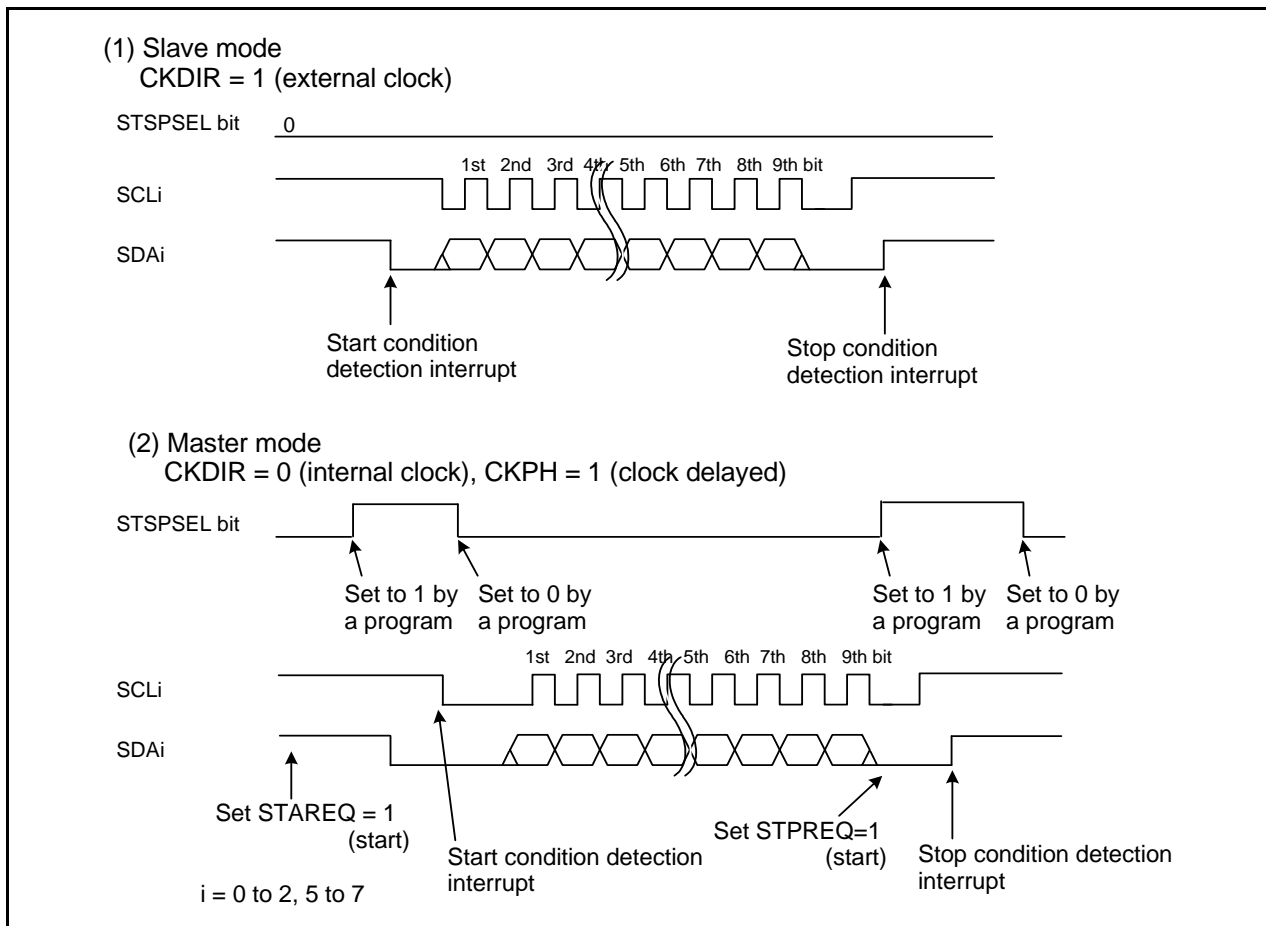 (1) Slave mode
CKDIR = 1 (external clock)
STSPSEL bit
0
1st 2nd 3rd 4th 5th 6th 7th 8th 9th bit
SCLi
SDAi
Start condition
detection interrupt
Stop condition
detection interrupt
(2) Master mode
CKDIR = 0 (internal clock), CKPH = 1 (clock delayed)
STSPSEL bit
Set to 1 by
a program
Set to 0 by
a program
Set to 1 by
a program
Set to 0 by
a program
1st 2nd 3rd 4th 5th 6th 7th 8th 9th bit
SCLi
SDAi
Set STAREQ = 1
(start)
Start condition detection
interrupt
Set STPREQ=1
(start)
Stop condition detection
interrupt
i = 0 to 2, 5 to 7